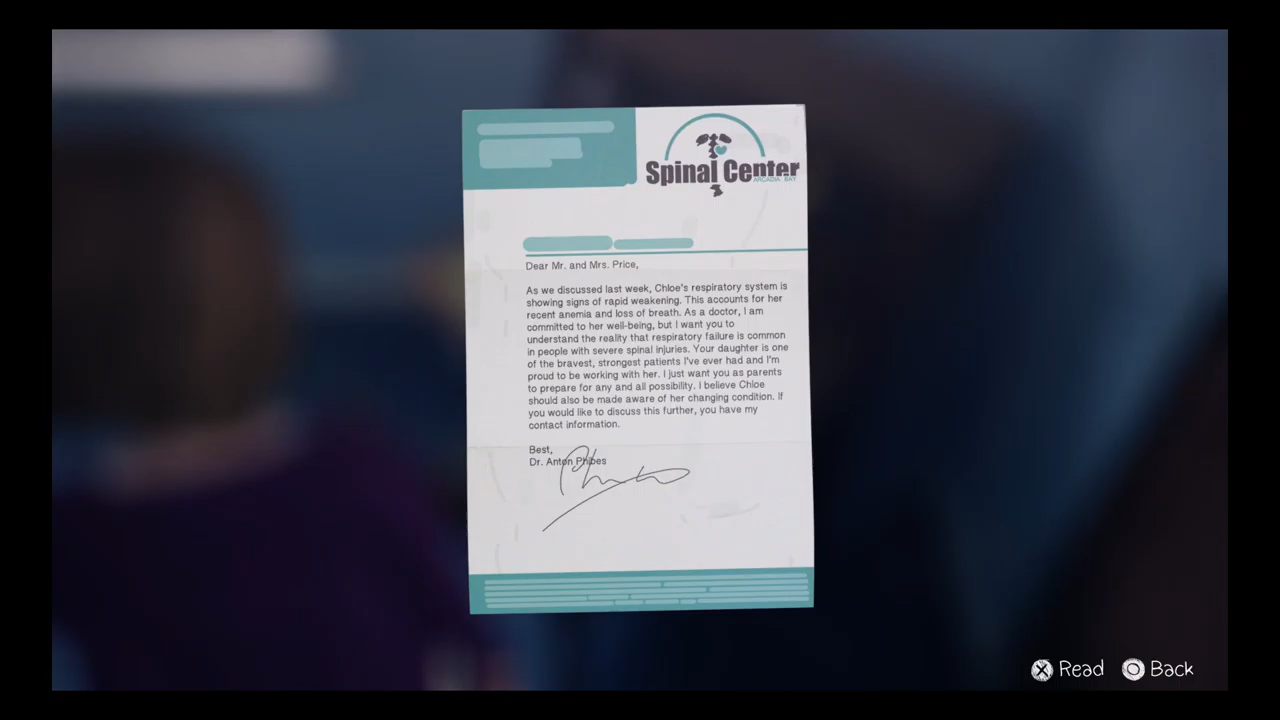 Spinal Center
ARCADIA BAY
Dear Mr. and Mrs. Price,
As we discussed last week, Chloe's respiratory system is
showing signs of rapid weakening. This accounts for her
recent anemia and loss of breath. As a doctor, I am
committed to her well-being, but I want you to
understand the reality that respiratory failure is common
in people with severe spinal injuries. Your daughter is one
of the bravest, strongest patients I've ever had and I'm
proud to be working with her. I just want you as parents
to prepare for any and all possibility. I believe Chloe
should also be made aware of her changing condition. If
you would like to discuss this further, you have my
contact information.
Best,
Dr. Anton Phibes
Read Back